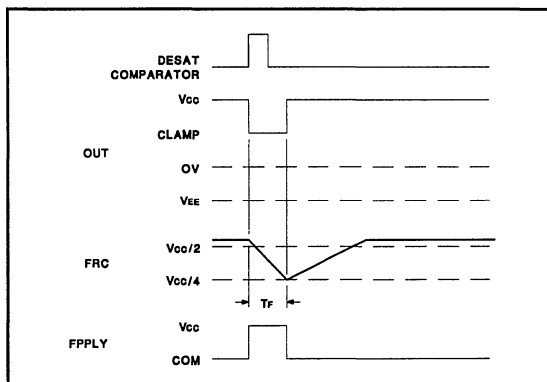 DESAT
COMPARATOR
Vcc
CLAMP
OUT
OV
VEE
Vcc/2
FRC
Vcc/4
TF
Vcc
FPPLY
COM